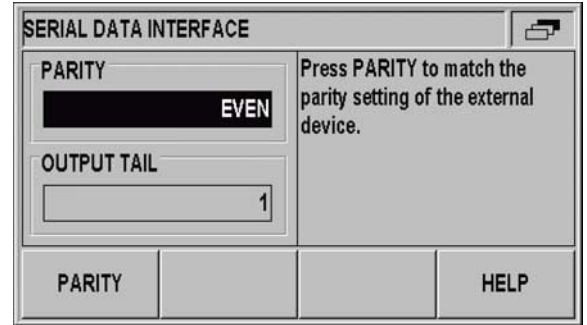 SERIAL DATA INTERFACE
PARITY
EVEN
OUTPUT TAIL
1
Press PARITY to match the
parity setting of the external
device.
PARITY
HELP